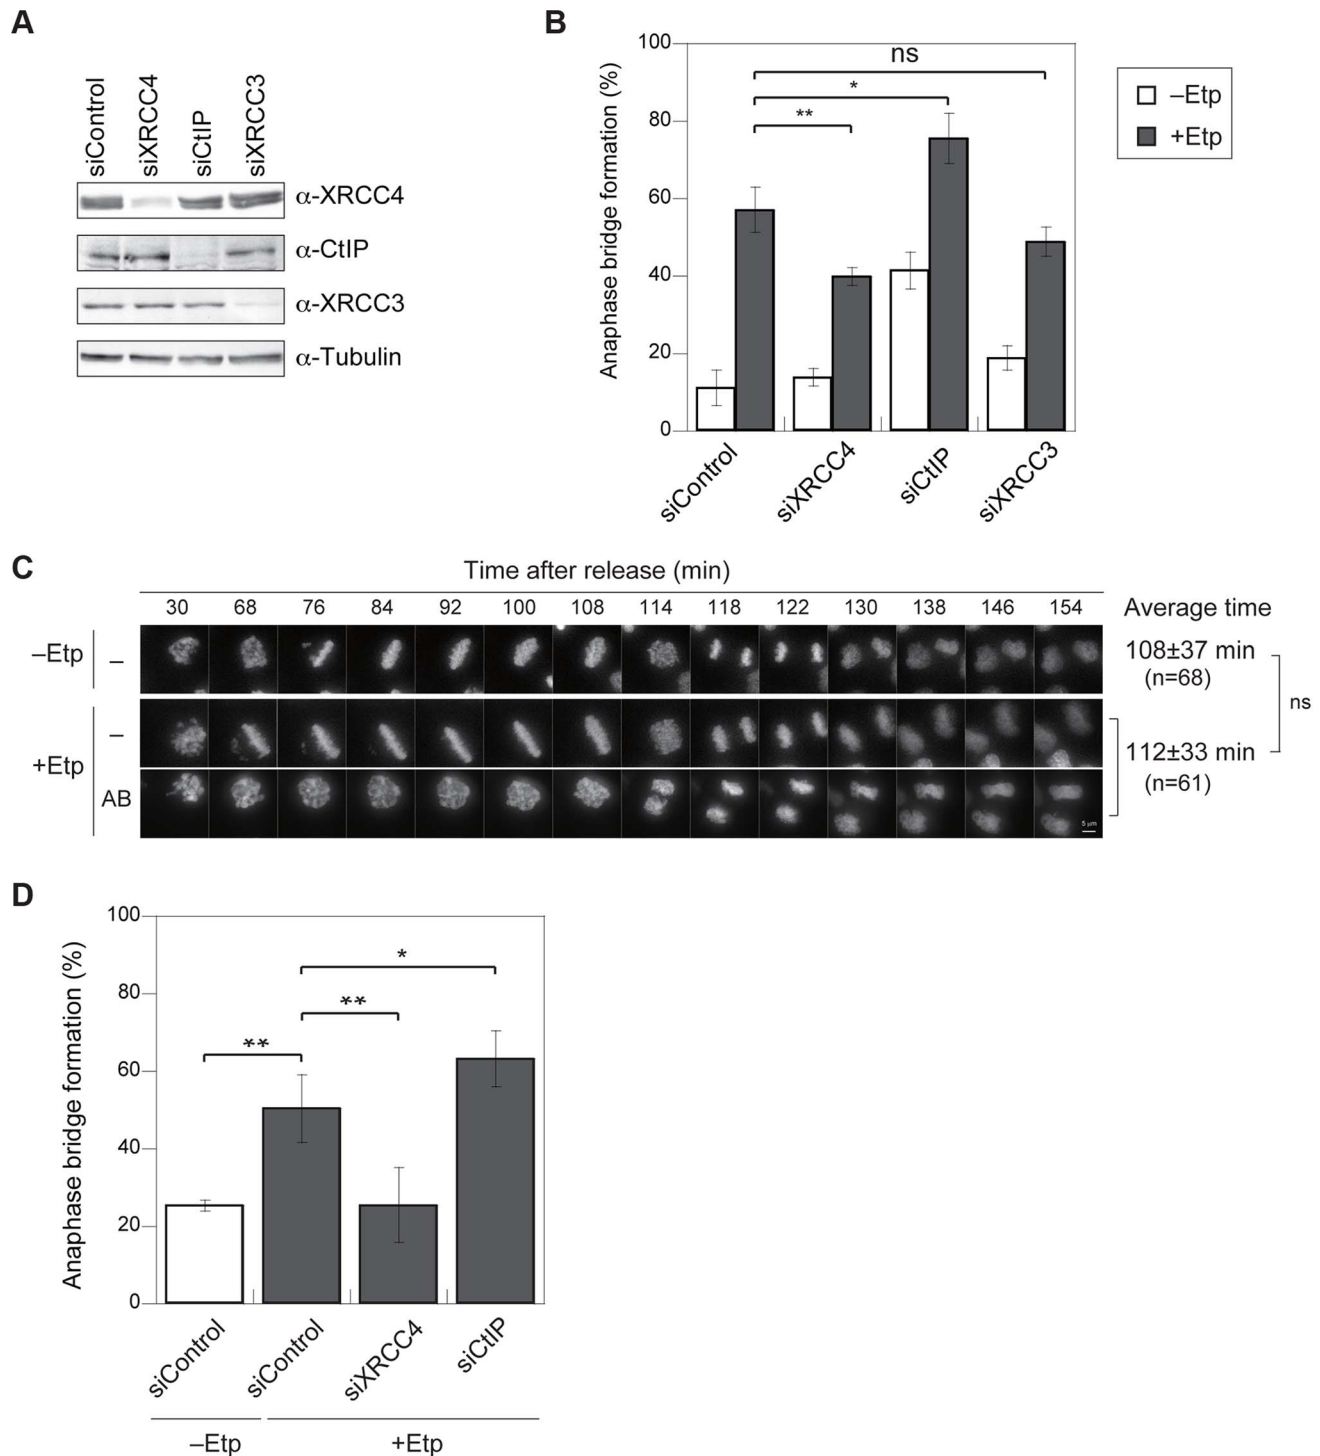 A
siControl
siXRCC4
siCtIP
siXRCC3
α-XRCC4
α-CtIP
α-XRCC3
α-Tubulin
B
Anaphase bridge formation (%)
100
80
60
40
20
0
ns
*
**
–Etp
+Etp
siControl
siXRCC4
siCtIP
siXRCC3
C
Time after release (min)
30 68 76 84 92 100 108 114 118 122 130 138 146 154 Average time
–Etp – 108±37 min
(n=68)
ns
+Etp – 112±33 min
AB (n=61)
5 μm
D
Anaphase bridge formation (%)
100
80
60
40
20
0
*
**
**
siControl
siControl
siXRCC4
siCtIP
–Etp +Etp